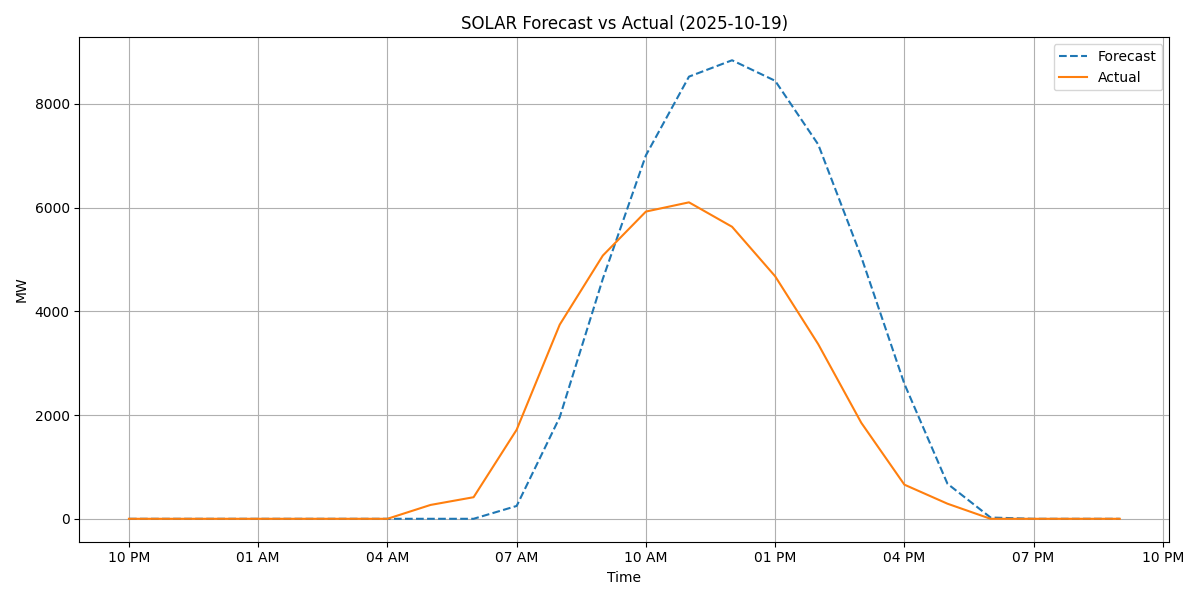 SOLAR Forecast vs Actual (2025-10-19)
Forecast
Actual
8000
6000
4000
2000
0
MW
10 PM 01 AM 04 AM 07 AM 10 AM 01 PM 04 PM 07 PM 10 PM
Time